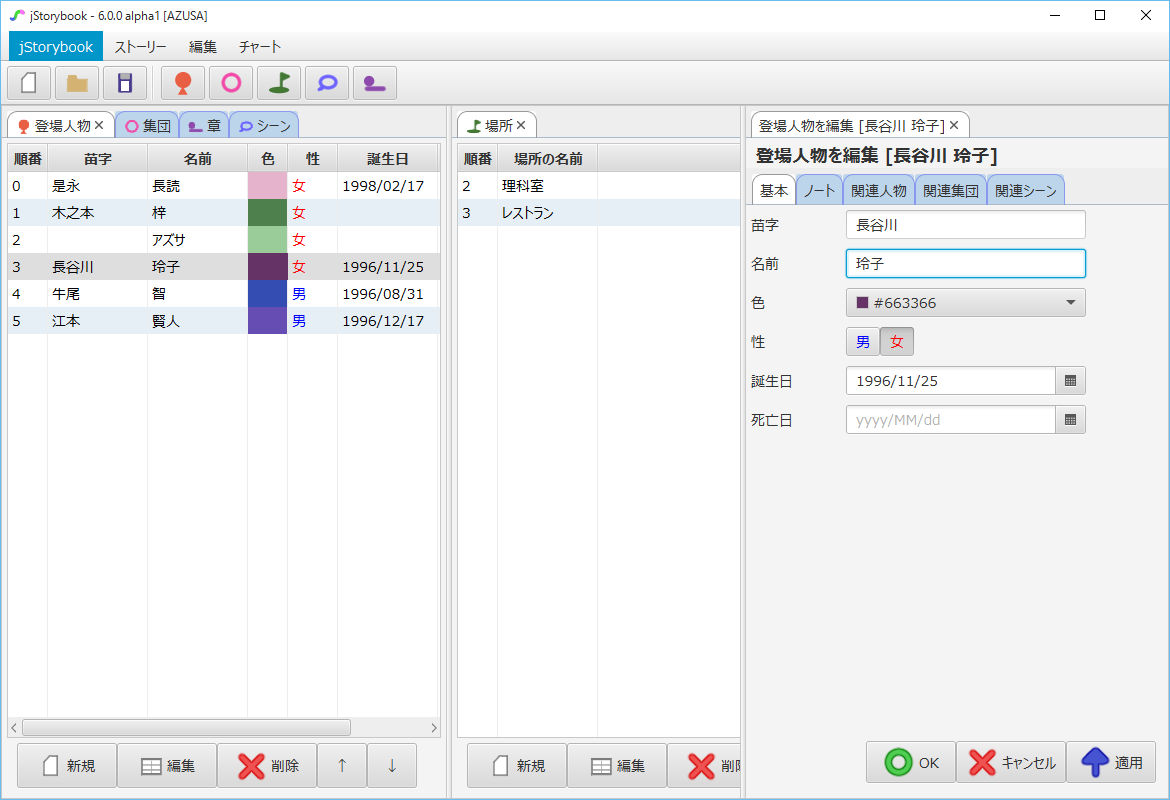 jStorybook - 6.0.0 alpha1 [AZUSA]
jStorybook ストーリー 編集 チャート
登場人物 集団 章 シーン
順番 苗字 名前 色 性 誕生日
0 是永 長読 女 1998/02/17
1 木之本 梓 女
2 アズサ 女
3 長谷川 玲子 女 1996/11/25
4 牛尾 智 男 1996/08/31
5 江本 賢人 男 1996/12/17
新規 編集 削除 ↑ ↓
場所
順番 場所の名前
2 理科室
3 レストラン
新規 編集
登場人物を編集 [長谷川 玲子]
登場人物を編集 [長谷川 玲子]
基本 ノート 関連人物 関連集団 関連シーン
苗字 長谷川
名前 玲子
色 #663366
性 男 女
誕生日 1996/11/25
死亡日 yyyy/MM/dd
OK キャンセル 適用